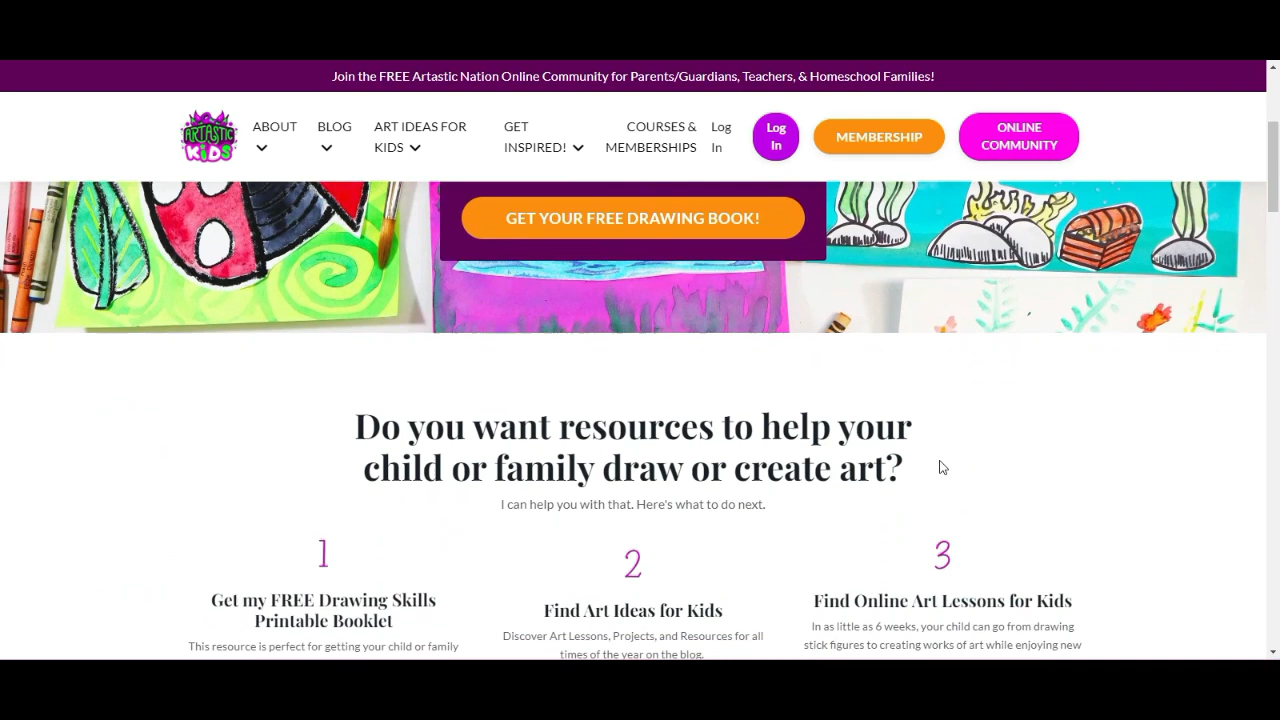 Join the FREE Artastic Nation Online Community for Parents/Guardians, Teachers, & Homeschool Families!
ARTASTIC
KiDS
ABOUT
BLOG
ART IDEAS FOR
KIDS
GET
INSPIRED!
COURSES &
MEMBERSHIPS
Log
In
Log
In
MEMBERSHIP
ONLINE
COMMUNITY
GET YOUR FREE DRAWING BOOK!
Do you want resources to help your
child or family draw or create art?
I can help you with that. Here's what to do next.
1
Get my FREE Drawing Skills
Printable Booklet
This resource is perfect for getting your child or family
2
Find Art Ideas for Kids
Discover Art Lessons, Projects, and Resources for all
times of the year on the blog.
3
Find Online Art Lessons for Kids
In as little as 6 weeks, your child can go from drawing
stick figures to creating works of art while enjoying new